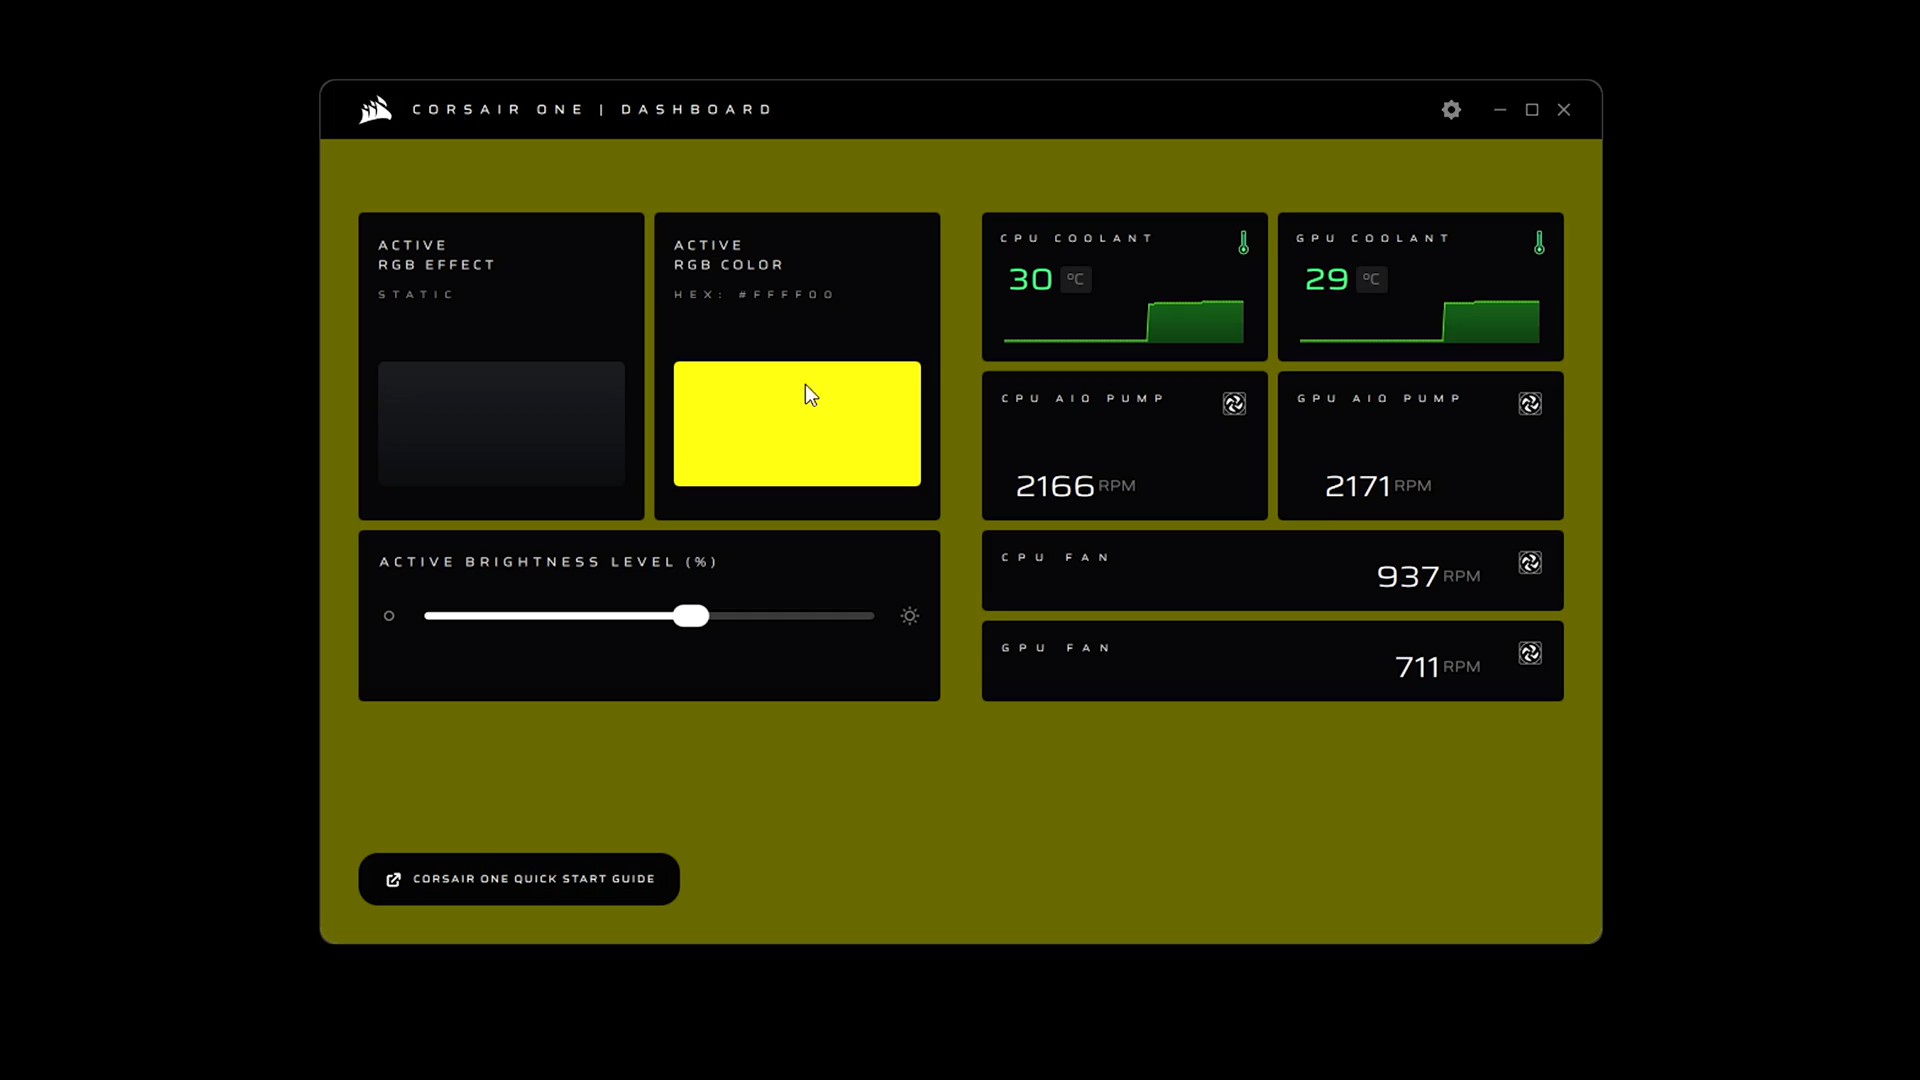 CORSAIR ONE | DASHBOARD
ACTIVE
RGB EFFECT
STATIC
ACTIVE
RGB COLOR
HEX: #FFFF00
CPU COOLANT
30 °C
GPU COOLANT
29 °C
CPU AIO PUMP
2166 RPM
GPU AIO PUMP
2171 RPM
ACTIVE BRIGHTNESS LEVEL (%)
CPU FAN
937 RPM
GPU FAN
711 RPM
CORSAIR ONE QUICK START GUIDE